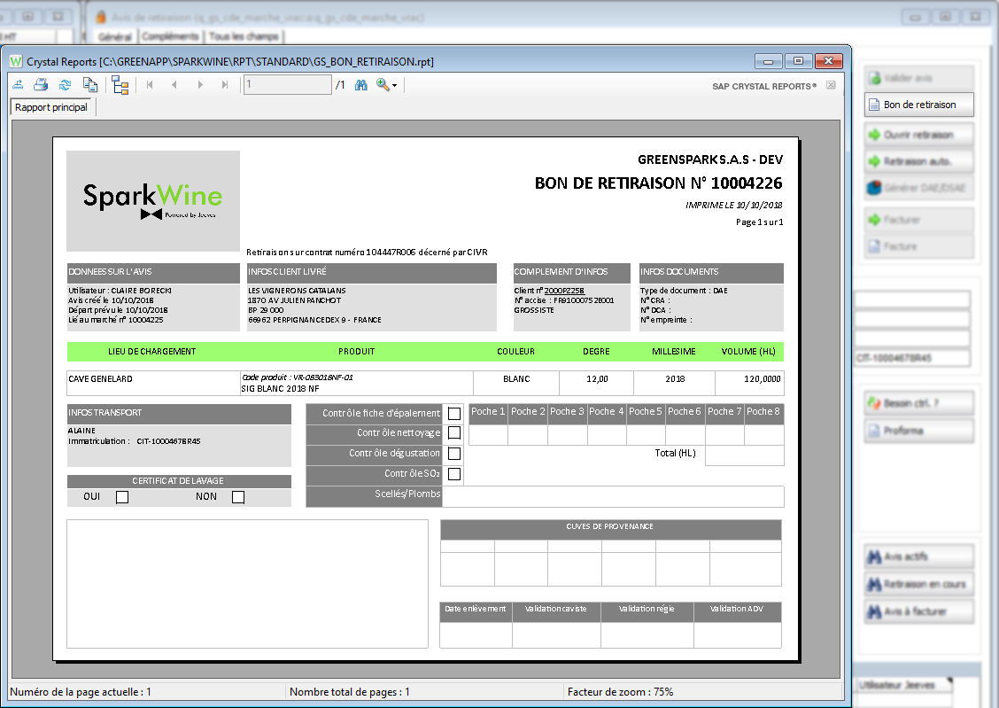 Avis de retiraison (q_gs_cde_marche_vrac:q_gs_cde_marche_vrac)
HT
Général
Compléments
Tous les champs
Crystal Reports [C:\GREENAPP\SPARKWINE\RPT\STANDARD\GS_BON_RETIRAISON.rpt]
1
/1
SAP CRYSTAL REPORTS®
Rapport principal
GREENSPARK S.A.S - DEV
BON DE RETIRAISON N° 10004226
IMPRIME LE 10/10/2018
Page 1 sur 1
SparkWine
Powered by Jeeves
Retiraison sur contrat numéro 104447R006 décerné par CIVR
DONNEES SUR L'AVIS
Utilisateur : CLAIRE BORECKI
Avis créé le 10/10/2018
Départ prévu le 10/10/2018
Lié au marché n° 10004225
INFOS CLIENT LIVRÉ
LES VIGNERONS CATALANS
1870 AV JULIEN PANCHOT
BP 29 000
66962 PERPIGNAN CEDEX 9 - FRANCE
COMPLEMENT D'INFOS
Client n° 2000PZ258
N° accise : FR910007528001
GROSSISTE
INFOS DOCUMENTS
Type de document : DAE
N° CRA :
N° DCA :
N° empreinte :
LIEU DE CHARGEMENT PRODUIT COULEUR DEGRE MILLESIME VOLUME (HL)
CAVE GENELARD
Code produit : VR-083018NF-01
SIG BLANC 2018 NF
BLANC 12,00 2018 120,0000
INFOS TRANSPORT
ALAINE
Immatriculation : CIT-10004678R45
CERTIFICAT DE LAVAGE
OUI NON
Contrôle fiche d'épalement
Contrôle nettoyage
Contrôle dégustation
Contrôle SO₂
Scellés/Plombs
Poche 1 Poche 2 Poche 3 Poche 4 Poche 5 Poche 6 Poche 7 Poche 8
Total (HL)
CUVES DE PROVENANCE
Date enlèvement Validation caviste Validation régie Validation ADV
Numéro de la page actuelle : 1 Nombre total de pages : 1 Facteur de zoom : 75%
Valider avis
Bon de retiraison
Ouvrir retiraison
Retiraison auto.
Générer DAE/DSAE
Facturer
Facture
CIT-10004678R45
Besoin ctrl. ?
Proforma
Avis actifs
Retiraison en cours
Avis à facturer
Utilisateur Jeeves